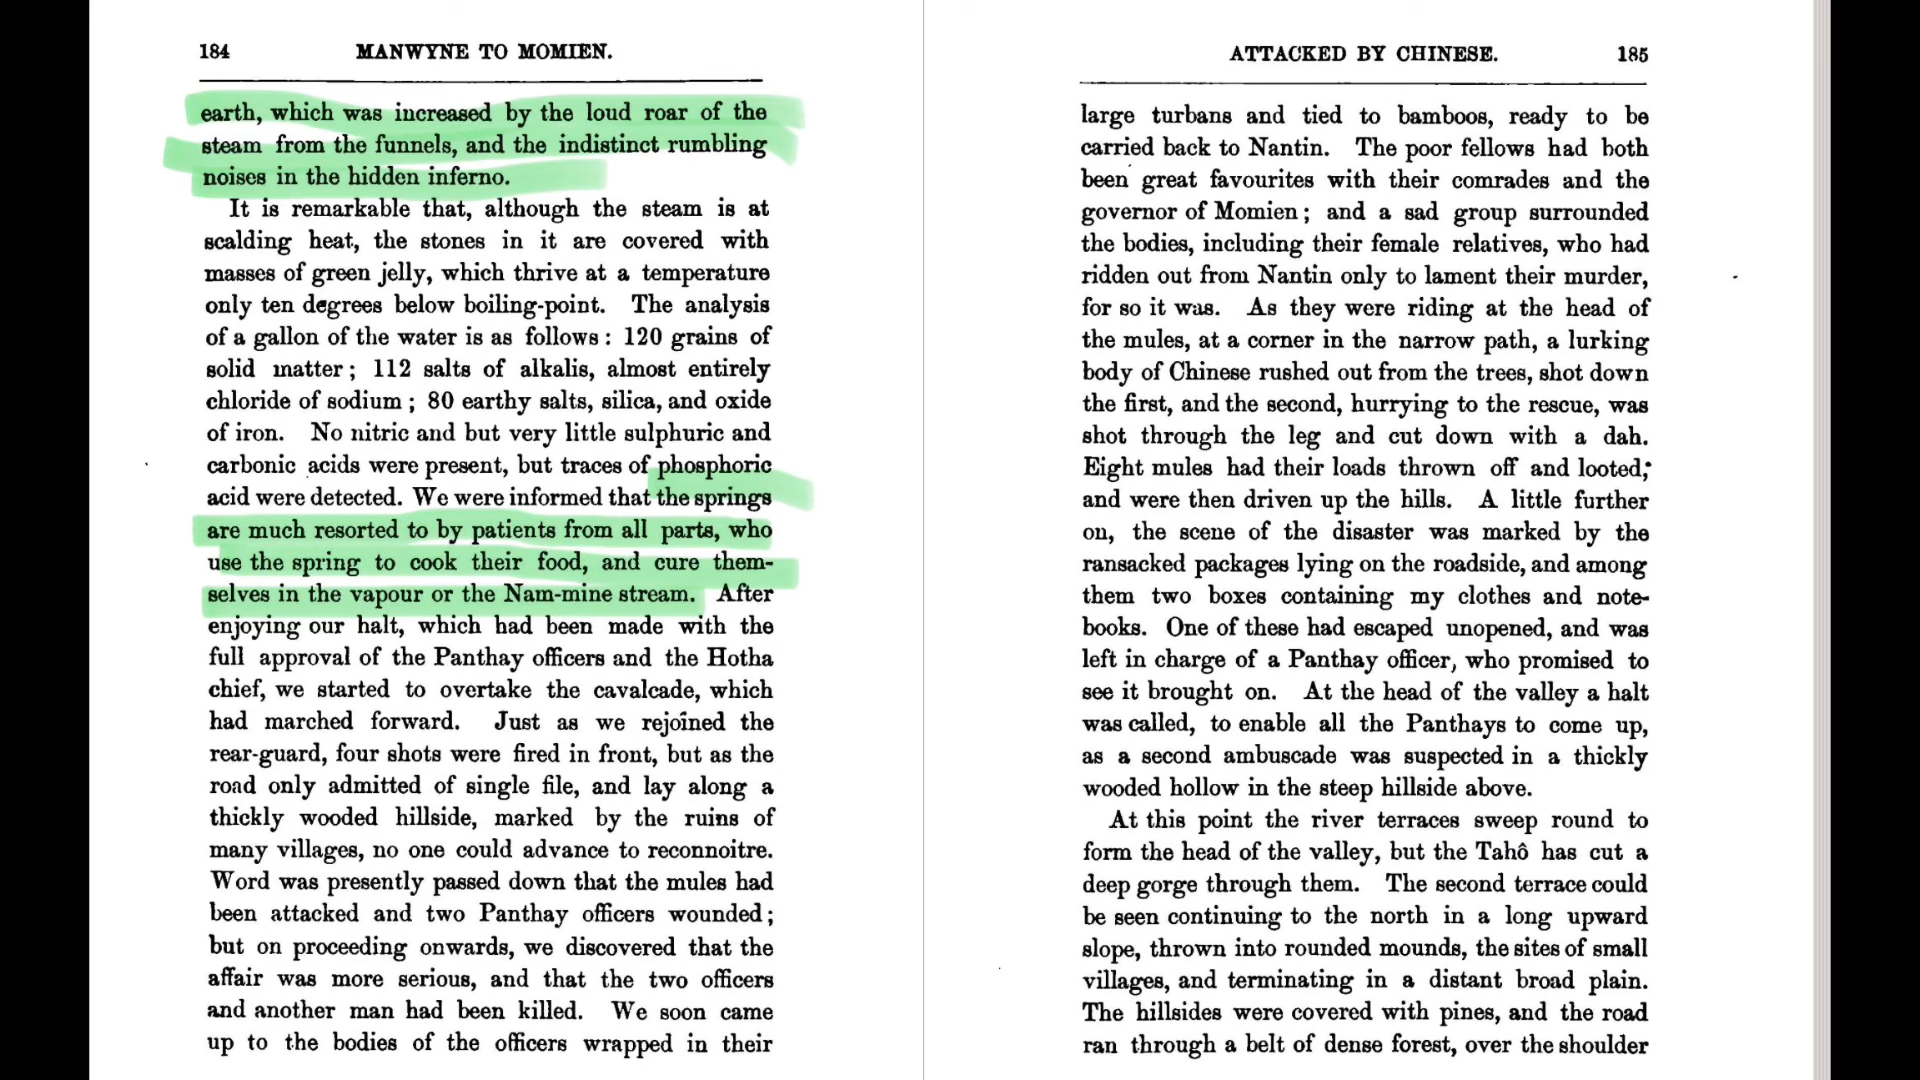 184 MANWYNE TO MOMIEN.
earth, which was increased by the loud roar of the
steam from the funnels, and the indistinct rumbling
noises in the hidden inferno.
It is remarkable that, although the steam is at
scalding heat, the stones in it are covered with
masses of green jelly, which thrive at a temperature
only ten degrees below boiling-point. The analysis
of a gallon of the water is as follows: 120 grains of
solid matter; 112 salts of alkalis, almost entirely
chloride of sodium; 80 earthy salts, silica, and oxide
of iron. No nitric and but very little sulphuric and
carbonic acids were present, but traces of phosphoric
acid were detected. We were informed that the springs
are much resorted to by patients from all parts, who
use the spring to cook their food, and cure them-
selves in the vapour or the Nam-mine stream. After
enjoying our halt, which had been made with the
full approval of the Panthay officers and the Hotha
chief, we started to overtake the cavalcade, which
had marched forward. Just as we rejoined the
rear-guard, four shots were fired in front, but as the
road only admitted of single file, and lay along a
thickly wooded hillside, marked by the ruins of
many villages, no one could advance to reconnoitre.
Word was presently passed down that the mules had
been attacked and two Panthay officers wounded;
but on proceeding onwards, we discovered that the
affair was more serious, and that the two officers
and another man had been killed. We soon came
up to the bodies of the officers wrapped in their
ATTACKED BY CHINESE. 185
large turbans and tied to bamboos, ready to be
carried back to Nantin. The poor fellows had both
been great favourites with their comrades and the
governor of Momien; and a sad group surrounded
the bodies, including their female relatives, who had
ridden out from Nantin only to lament their murder,
for so it was. As they were riding at the head of
the mules, at a corner in the narrow path, a lurking
body of Chinese rushed out from the trees, shot down
the first, and the second, hurrying to the rescue, was
shot through the leg and cut down with a dah.
Eight mules had their loads thrown off and looted;
and were then driven up the hills. A little further
on, the scene of the disaster was marked by the
ransacked packages lying on the roadside, and among
them two boxes containing my clothes and note-
books. One of these had escaped unopened, and was
left in charge of a Panthay officer, who promised to
see it brought on. At the head of the valley a halt
was called, to enable all the Panthays to come up,
as a second ambuscade was suspected in a thickly
wooded hollow in the steep hillside above.
At this point the river terraces sweep round to
form the head of the valley, but the Tahô has cut a
deep gorge through them. The second terrace could
be seen continuing to the north in a long upward
slope, thrown into rounded mounds, the sites of small
villages, and terminating in a distant broad plain.
The hillsides were covered with pines, and the road
ran through a belt of dense forest, over the shoulder